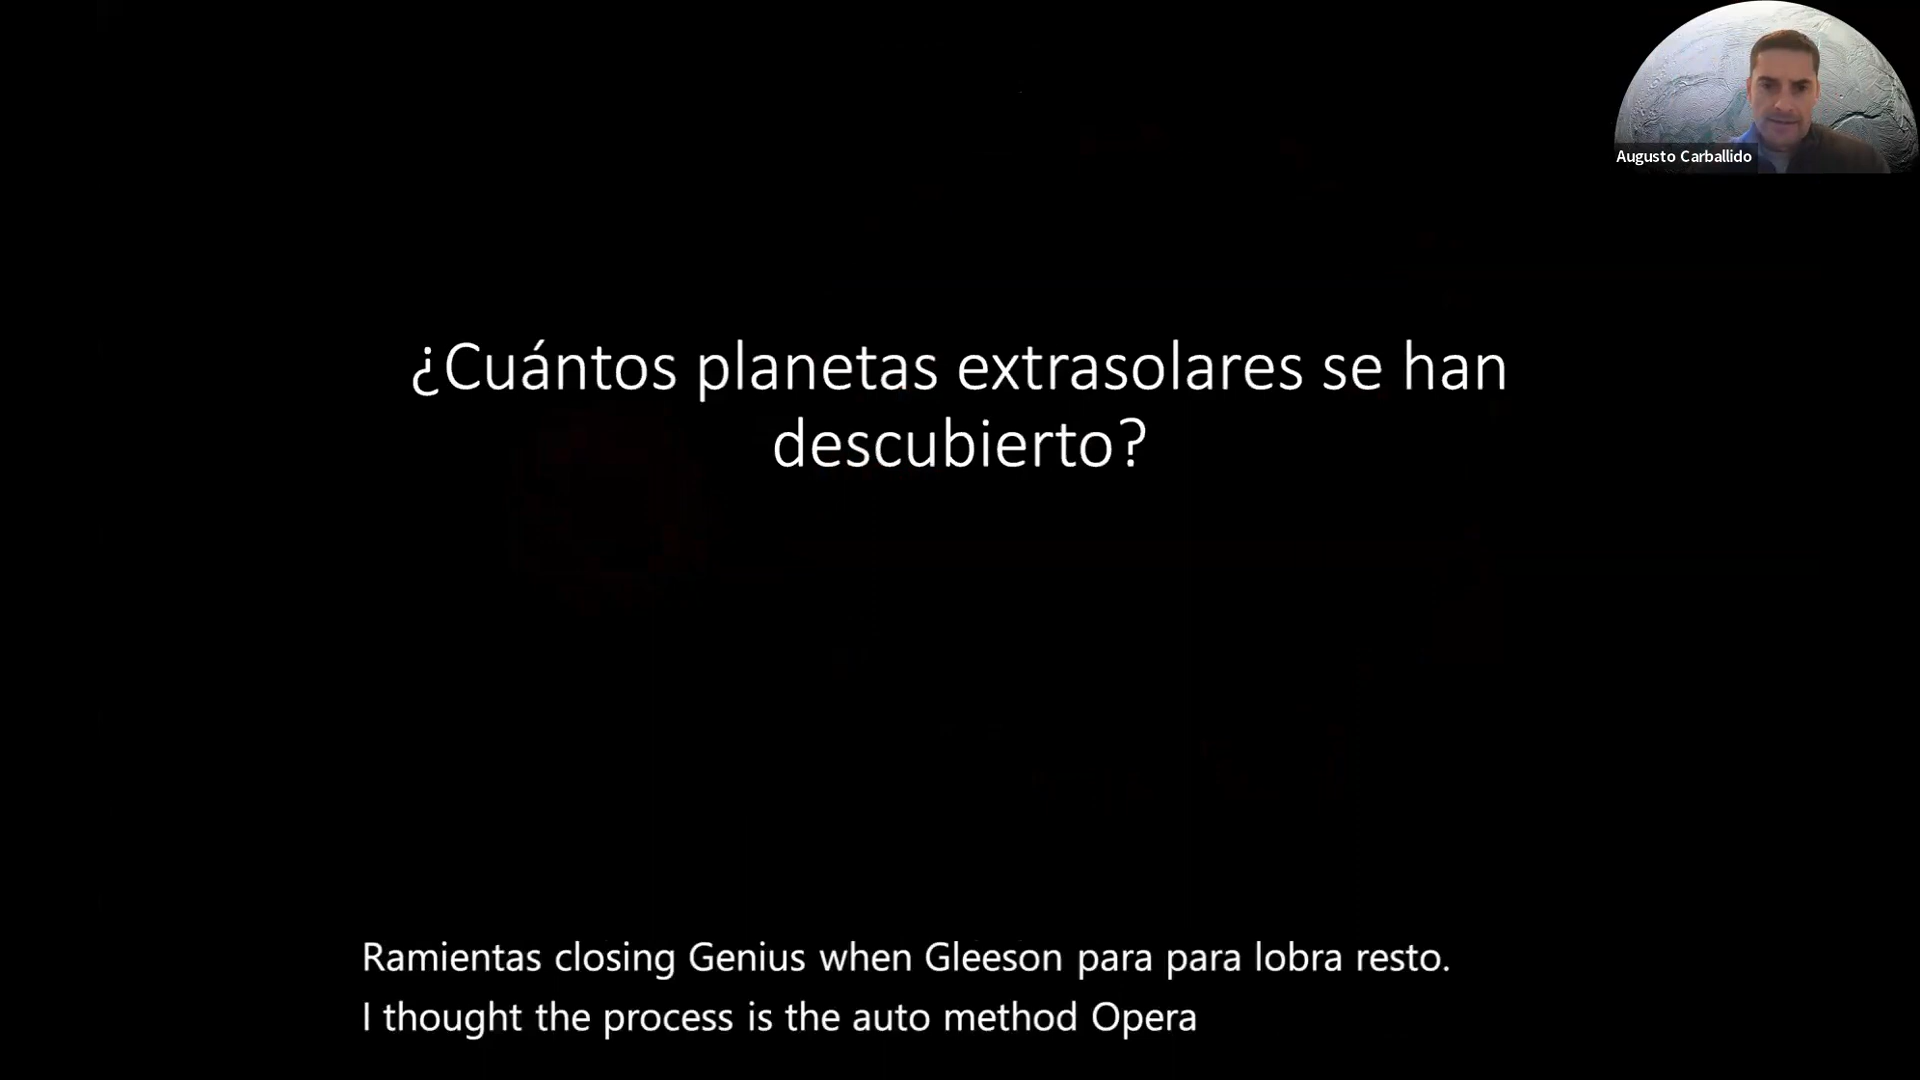 Augusto Carballido
¿Cuántos planetas extrasolares se han
descubierto?
Ramientas closing Genius when Gleeson para para lobra resto.
I thought the process is the auto method Opera